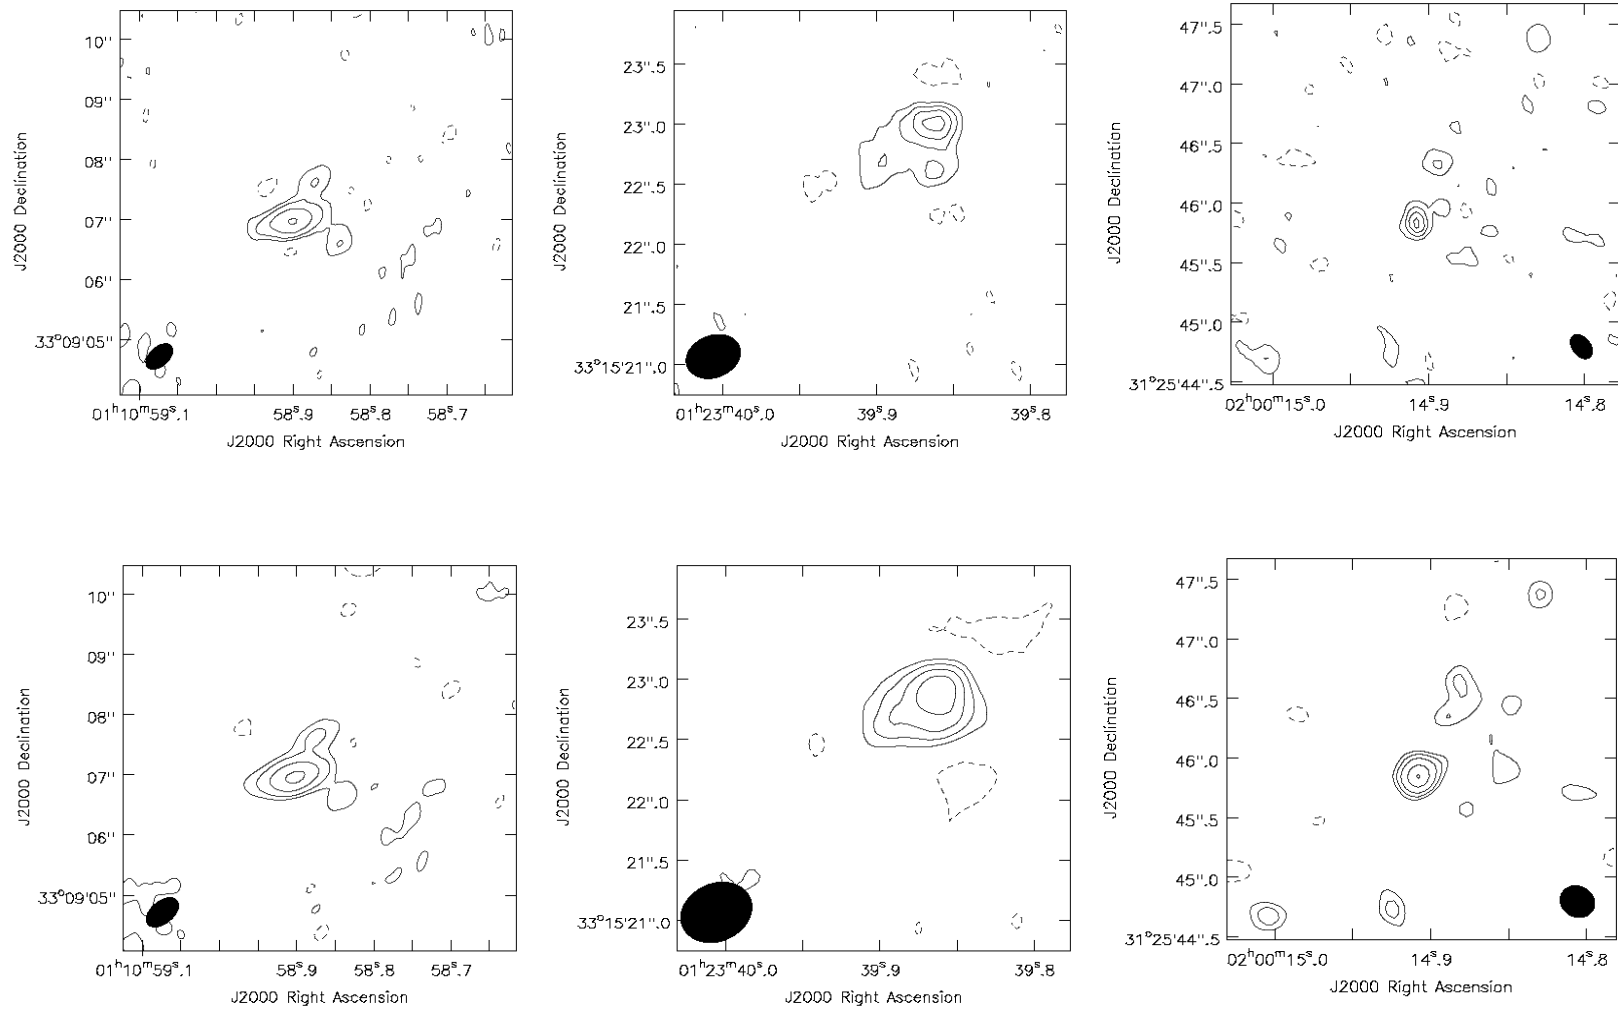 10''
09''
08''
07''
06''
33°09'05''
01ʰ10ᵐ59ˢ.1
58ˢ.9
58ˢ.8
58ˢ.7
J2000 Right Ascension
J2000 Declination
23''.5
23''.0
22''.5
22''.0
21''.5
33°15'21''.0
01ʰ23ᵐ40ˢ.0
39ˢ.9
39ˢ.8
J2000 Right Ascension
J2000 Declination
47''.5
47''.0
46''.5
46''.0
45''.5
45''.0
31°25'44''.5
02ʰ00ᵐ15ˢ.0
14ˢ.9
14ˢ.8
J2000 Right Ascension
J2000 Declination
10''
09''
08''
07''
06''
33°09'05''
01ʰ10ᵐ59ˢ.1
58ˢ.9
58ˢ.8
58ˢ.7
J2000 Right Ascension
J2000 Declination
23''.5
23''.0
22''.5
22''.0
21''.5
33°15'21''.0
01ʰ23ᵐ40ˢ.0
39ˢ.9
39ˢ.8
J2000 Right Ascension
J2000 Declination
47''.5
47''.0
46''.5
46''.0
45''.5
45''.0
31°25'44''.5
02ʰ00ᵐ15ˢ.0
14ˢ.9
14ˢ.8
J2000 Right Ascension
J2000 Declination